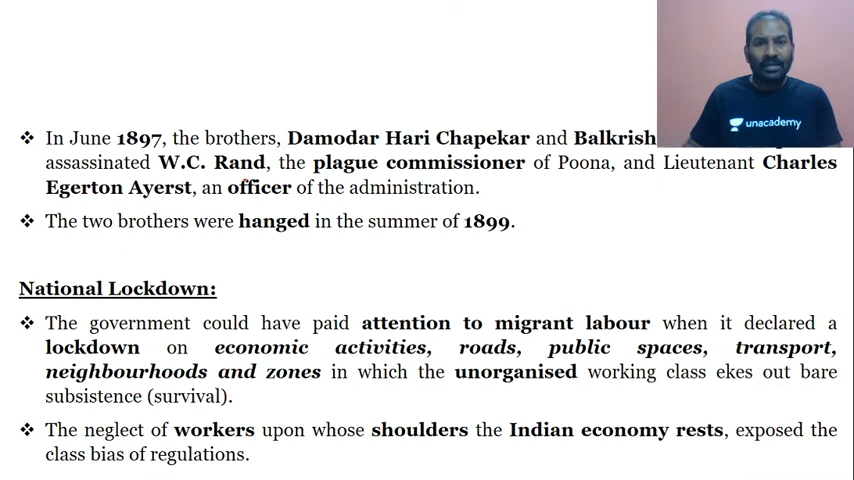 unacademy
❖ In June 1897, the brothers, Damodar Hari Chapekar and
assassinated W.C. Rand, the plague commissioner of Poona, and Lieutenant Charles
Egerton Ayerst, an officer of the administration.
❖ The two brothers were hanged in the summer of 1899.
National Lockdown:
❖ The government could have paid attention to migrant labour when it declared a
lockdown on economic activities, roads, public spaces, transport,
neighbourhoods and zones in which the unorganised working class ekes out bare
subsistence (survival).
❖ The neglect of workers upon whose shoulders the Indian economy rests, exposed the
class bias of regulations.